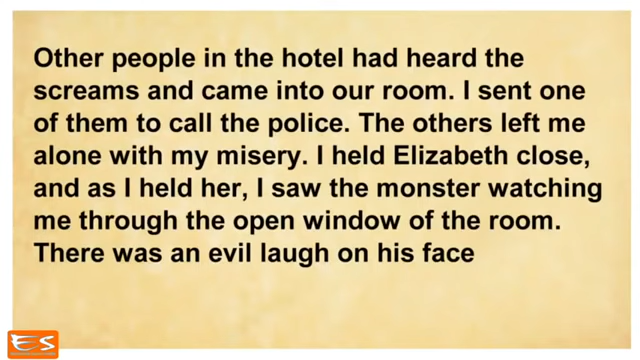 Other people in the hotel had heard the
screams and came into our room. I sent one
of them to call the police. The others left me
alone with my misery. I held Elizabeth close,
and as I held her, I saw the monster watching
me through the open window of the room.
There was an evil laugh on his face
ES